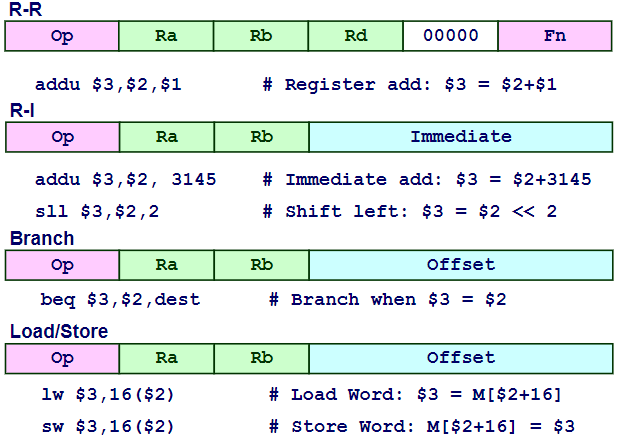 R-R
Op Ra Rb Rd 00000 Fn
addu $3,$2,$1 # Register add: $3 = $2+$1
R-I
Op Ra Rb Immediate
addu $3,$2, 3145 # Immediate add: $3 = $2+3145
sll $3,$2,2 # Shift left: $3 = $2 << 2
Branch
Op Ra Rb Offset
beq $3,$2,dest # Branch when $3 = $2
Load/Store
Op Ra Rb Offset
lw $3,16($2) # Load Word: $3 = M[$2+16]
sw $3,16($2) # Store Word: M[$2+16] = $3